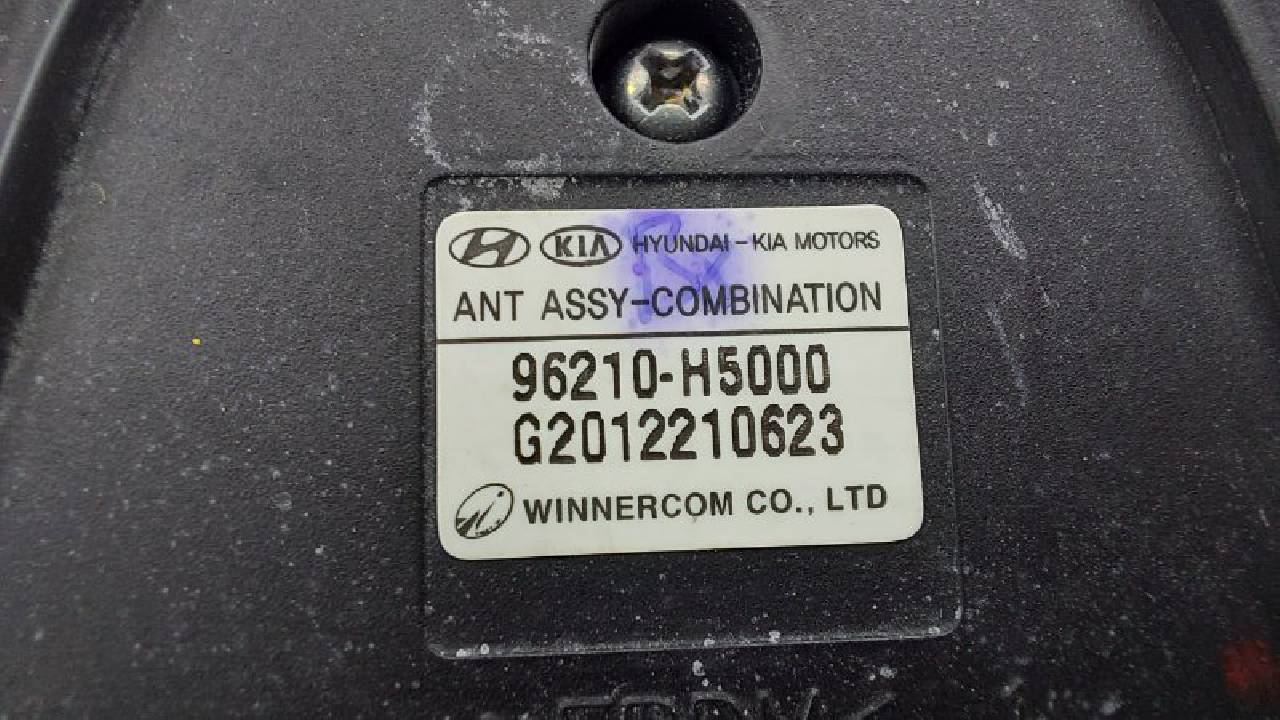 KIA HYUNDAI-KIA MOTORS
ANT ASSY-COMBINATION
96210-H5000
G2012210623
WINNERCOM CO., LTD